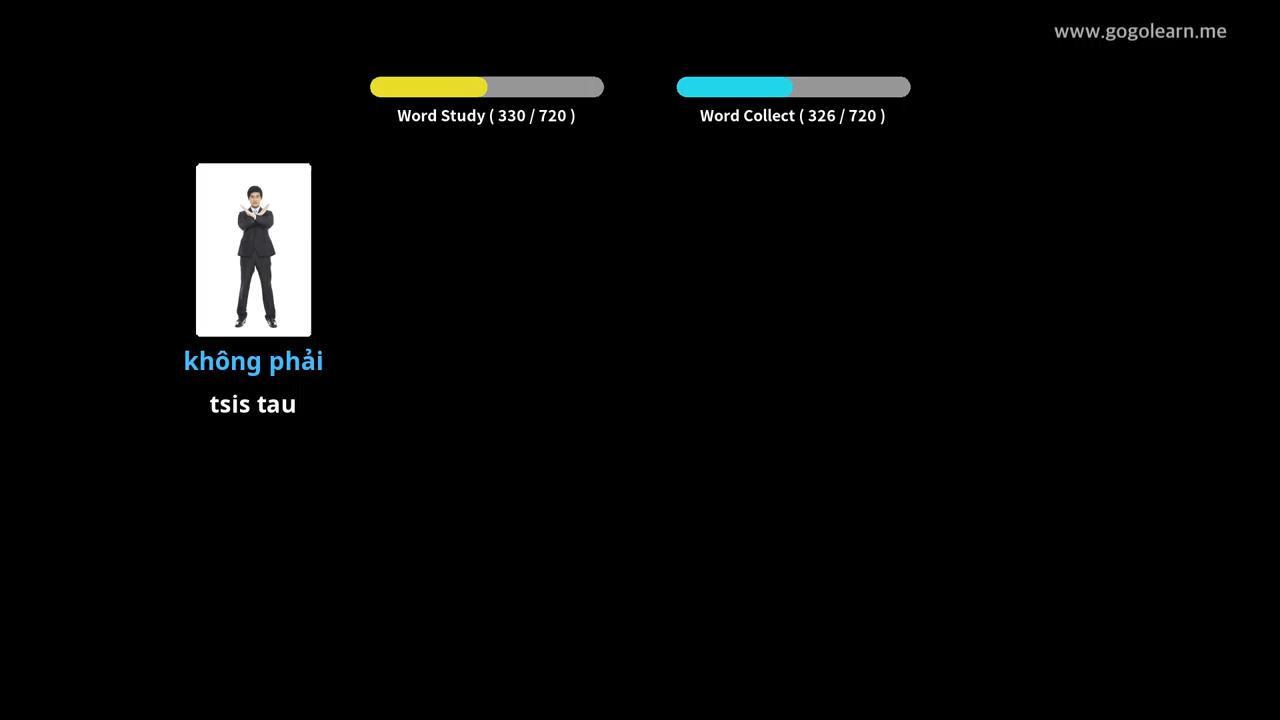 www.gogolearn.me
Word Study ( 330 / 720 )
Word Collect ( 326 / 720 )
không phải
tsis tau